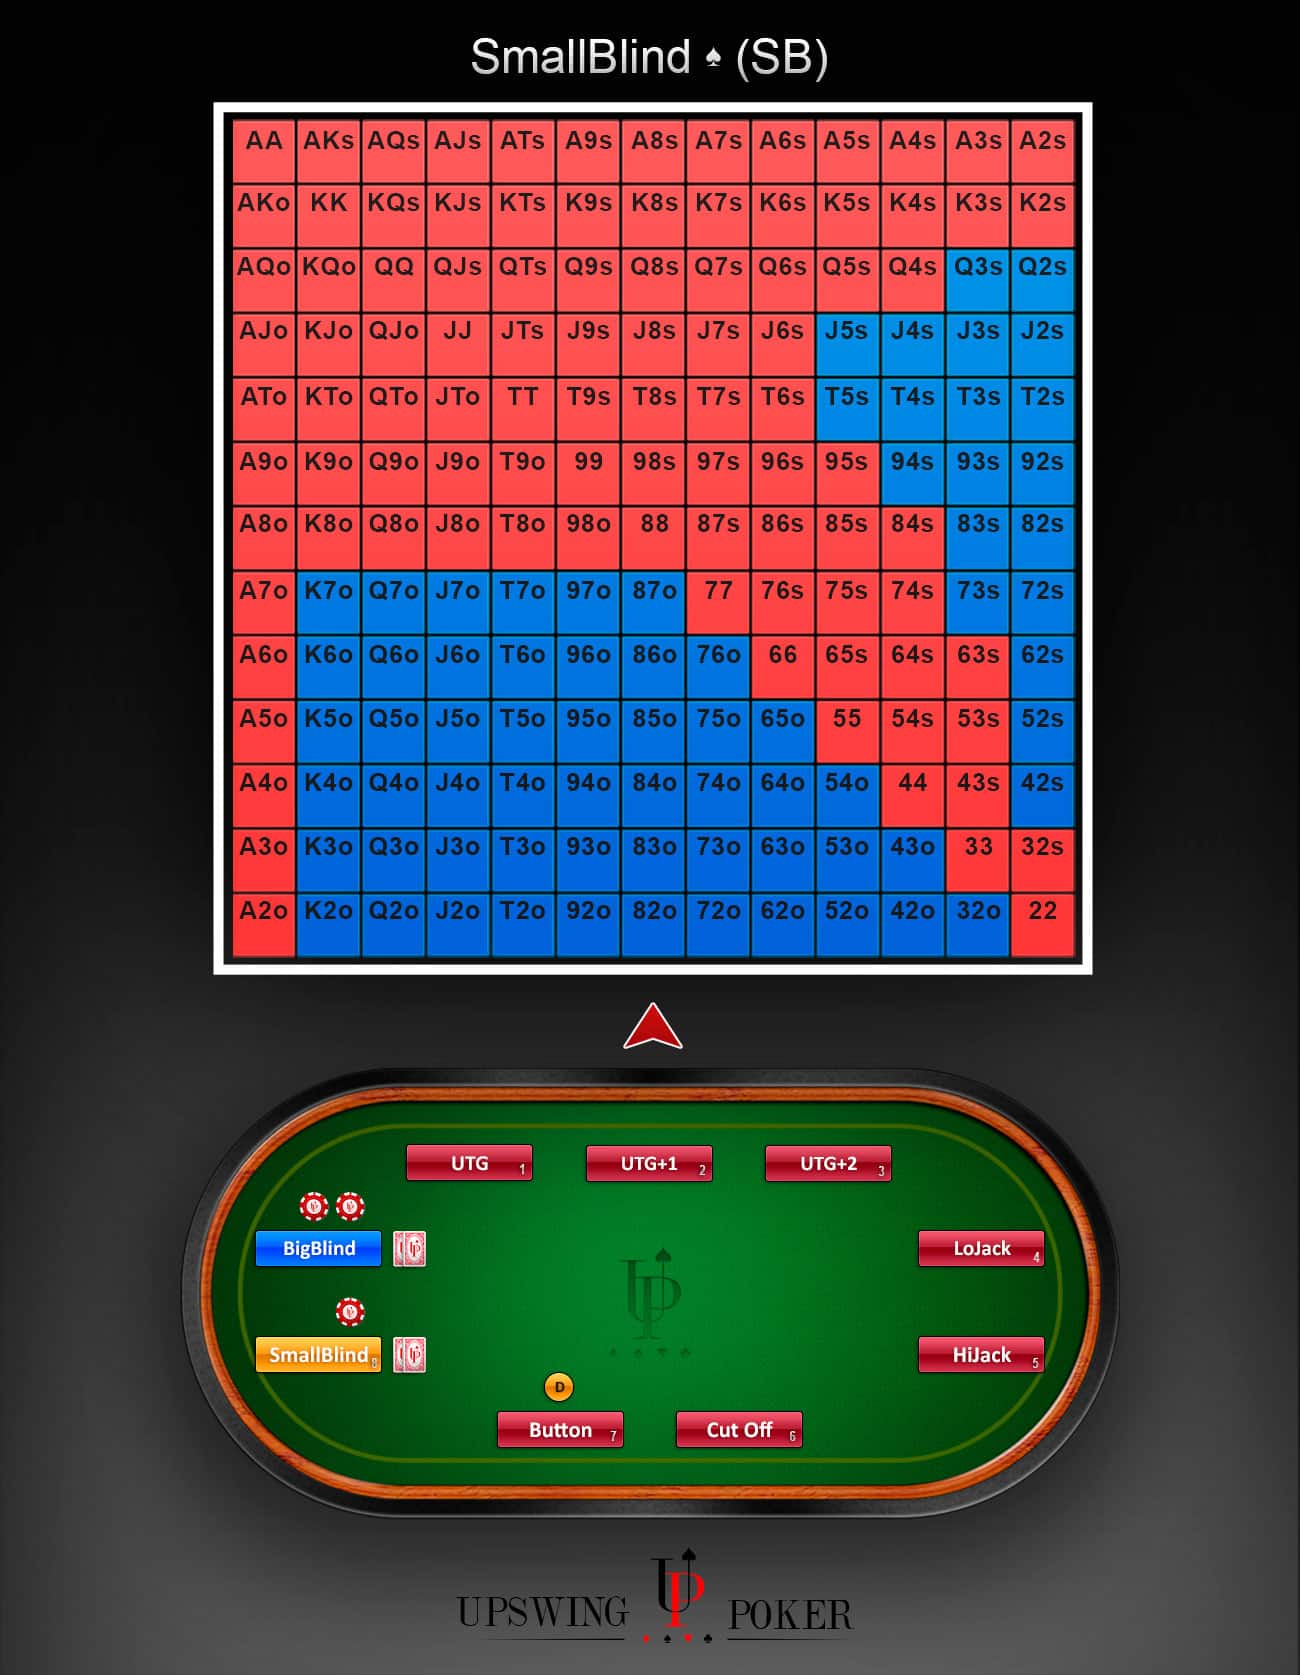 SmallBlind ♠ (SB)
AA AKs AQs AJs ATs A9s A8s A7s A6s A5s A4s A3s A2s
AKo KK KQs KJs KTs K9s K8s K7s K6s K5s K4s K3s K2s
AQo KQo QQ QJs QTs Q9s Q8s Q7s Q6s Q5s Q4s Q3s Q2s
AJo KJo QJo JJ JTs J9s J8s J7s J6s J5s J4s J3s J2s
ATo KTo QTo JTo TT T9s T8s T7s T6s T5s T4s T3s T2s
A9o K9o Q9o J9o T9o 99 98s 97s 96s 95s 94s 93s 92s
A8o K8o Q8o J8o T8o 98o 88 87s 86s 85s 84s 83s 82s
A7o K7o Q7o J7o T7o 97o 87o 77 76s 75s 74s 73s 72s
A6o K6o Q6o J6o T6o 96o 86o 76o 66 65s 64s 63s 62s
A5o K5o Q5o J5o T5o 95o 85o 75o 65o 55 54s 53s 52s
A4o K4o Q4o J4o T4o 94o 84o 74o 64o 54o 44 43s 42s
A3o K3o Q3o J3o T3o 93o 83o 73o 63o 53o 43o 33 32s
A2o K2o Q2o J2o T2o 92o 82o 72o 62o 52o 42o 32o 22
UTG 1 UTG+1 2 UTG+2 3
BigBlind LoJack 4
UP
SmallBlind 8 HiJack 5
D
Button 7 Cut Off 6
UPSWING UP POKER